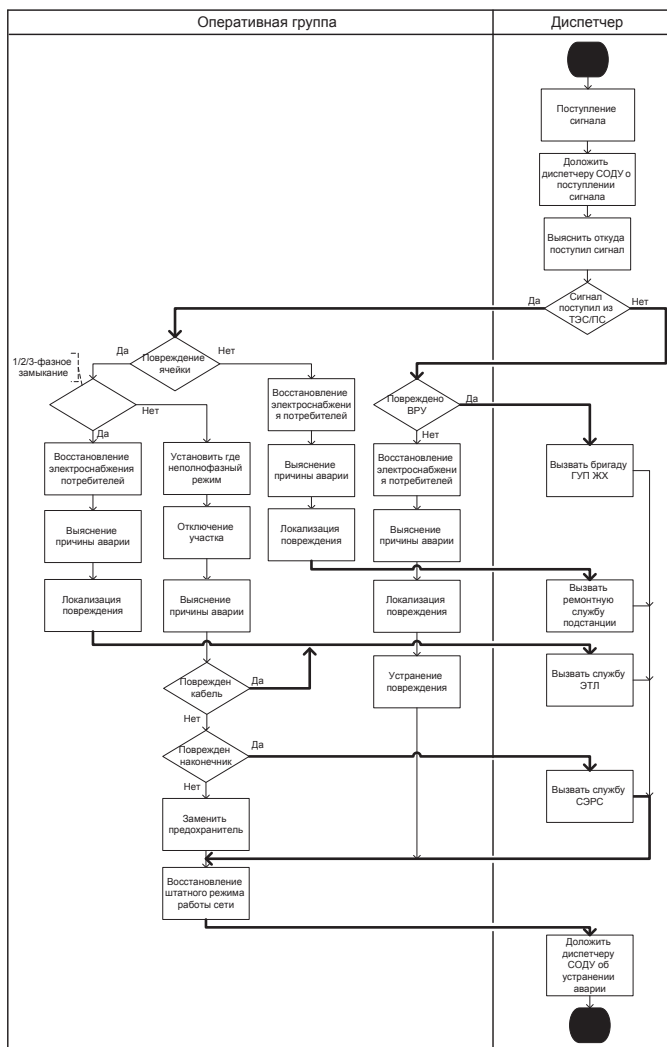 Оперативная группа
Диспетчер
Поступление
сигнала
Доложить
диспетчеру СОДУ о
поступлении
сигнала
Выяснить откуда
поступил сигнал
Да
Сигнал
поступил из
ТЭС/ПС
Нет
1/2/3-фазное
замыкание
Да
Повреждение
ячейки
Нет
Нет
Да
Восстановление
электроснабжени
я потребителей
Повреждено
ВРУ
Да
Нет
Восстановление
электроснабжения
потребителей
Установить где
неполнофазный
режим
Выяснение
причины аварии
Восстановление
электроснабжени
я потребителей
Вызвать бригаду
ГУП ЖХ
Выяснение
причины аварии
Отключение
участка
Локализация
повреждения
Выяснение
причины аварии
Локализация
повреждения
Выяснение
причины аварии
Локализация
повреждения
Вызвать
ремонтную
службу
подстанции
Поврежден
кабель
Да
Нет
Устранение
повреждения
Вызвать службу
ЭТЛ
Поврежден
наконечник
Да
Нет
Вызвать службу
СЭРС
Заменить
предохранитель
Восстановление
штатного режима
работы сети
Доложить
диспетчеру
СОДУ об
устранении
аварии